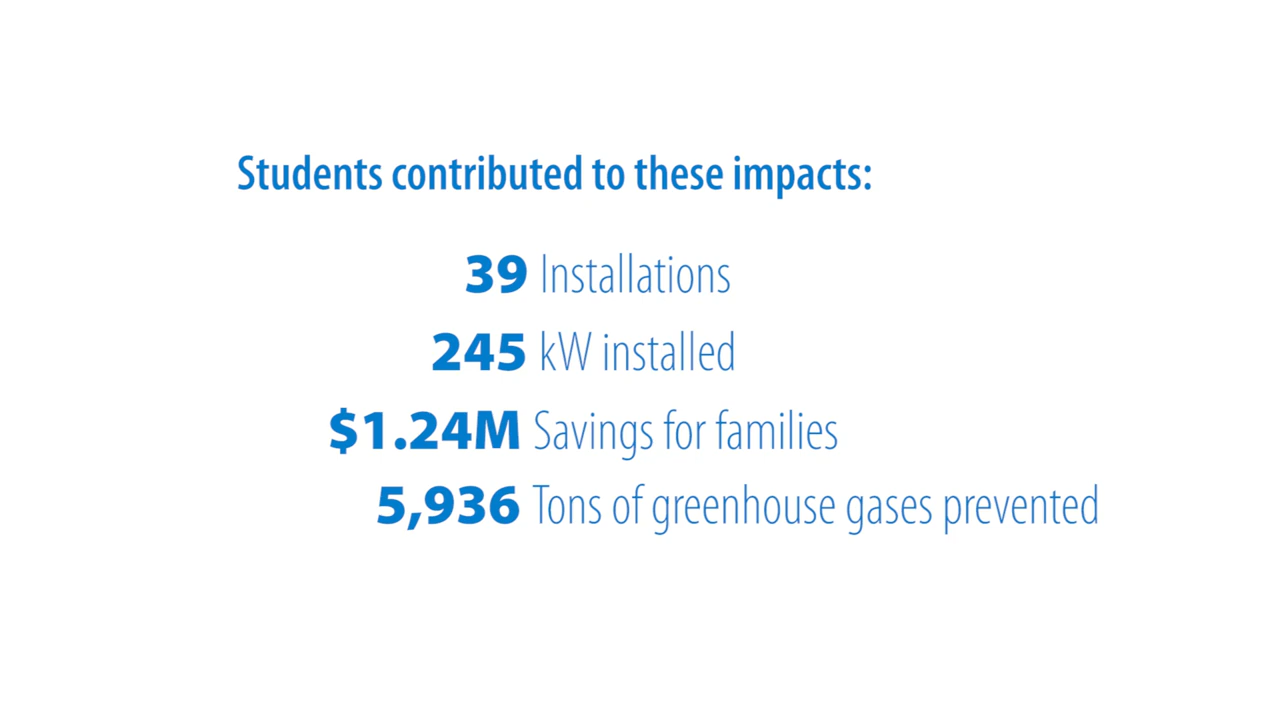 Students contributed to these impacts:
39 Installations
245 kW installed
$1.24M Savings for families
5,936 Tons of greenhouse gases prevented